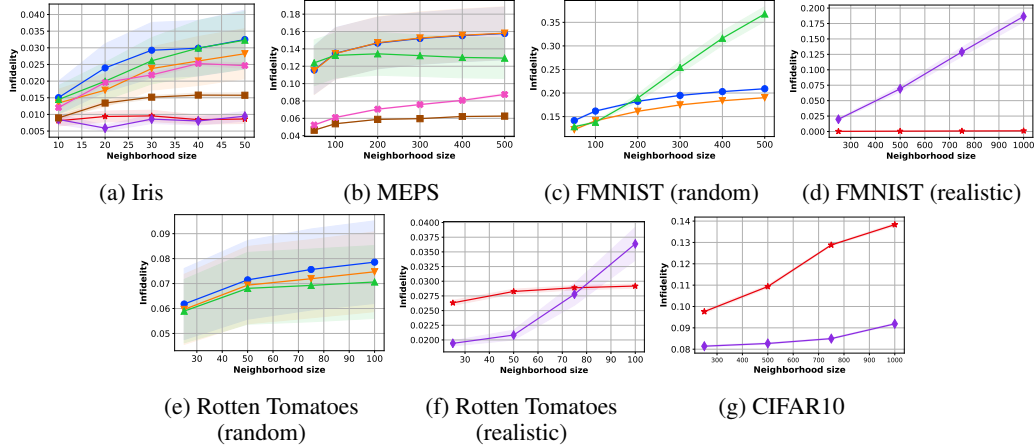 0.040
0.035
0.030
0.025
0.020
0.015
0.010
0.005
Infidelity
10 15 20 25 30 35 40 45 50
Neighborhood size
(a) Iris
0.18
0.16
0.14
0.12
0.10
0.08
0.06
0.04
Infidelity
100 200 300 400 500
Neighborhood size
(b) MEPS
0.35
0.30
0.25
0.20
0.15
Infidelity
100 200 300 400 500
Neighborhood size
(c) FMNIST (random)
0.200
0.175
0.150
0.125
0.100
0.075
0.050
0.025
0.000
Infidelity
300 400 500 600 700 800 900 1000
Neighborhood size
(d) FMNIST (realistic)
0.09
0.08
0.07
0.06
0.05
Infidelity
30 40 50 60 70 80 90 100
Neighborhood size
(e) Rotten Tomatoes
(random)
0.0400
0.0375
0.0350
0.0325
0.0300
0.0275
0.0250
0.0225
0.0200
Infidelity
30 40 50 60 70 80 90 100
Neighborhood size
(f) Rotten Tomatoes
(realistic)
0.14
0.13
0.12
0.11
0.10
0.09
0.08
Infidelity
300 400 500 600 700 800 900 1000
Neighborhood size
(g) CIFAR10